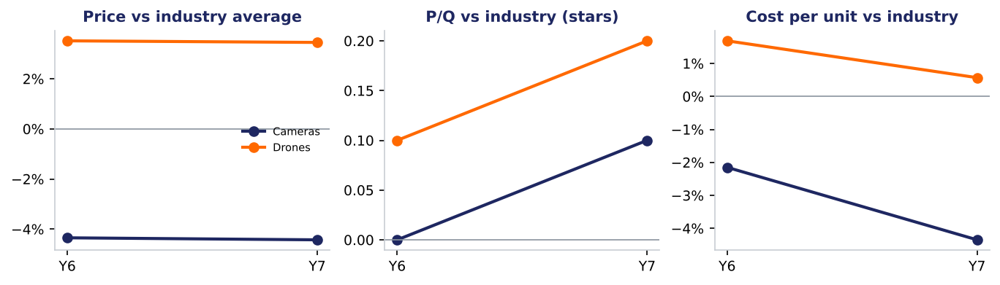 Price vs industry average
2%
0%
−2%
−4%
Cameras
Drones
Y6 Y7
P/Q vs industry (stars)
0.20
0.15
0.10
0.05
0.00
Y6 Y7
Cost per unit vs industry
1%
0%
−1%
−2%
−3%
−4%
Y6 Y7